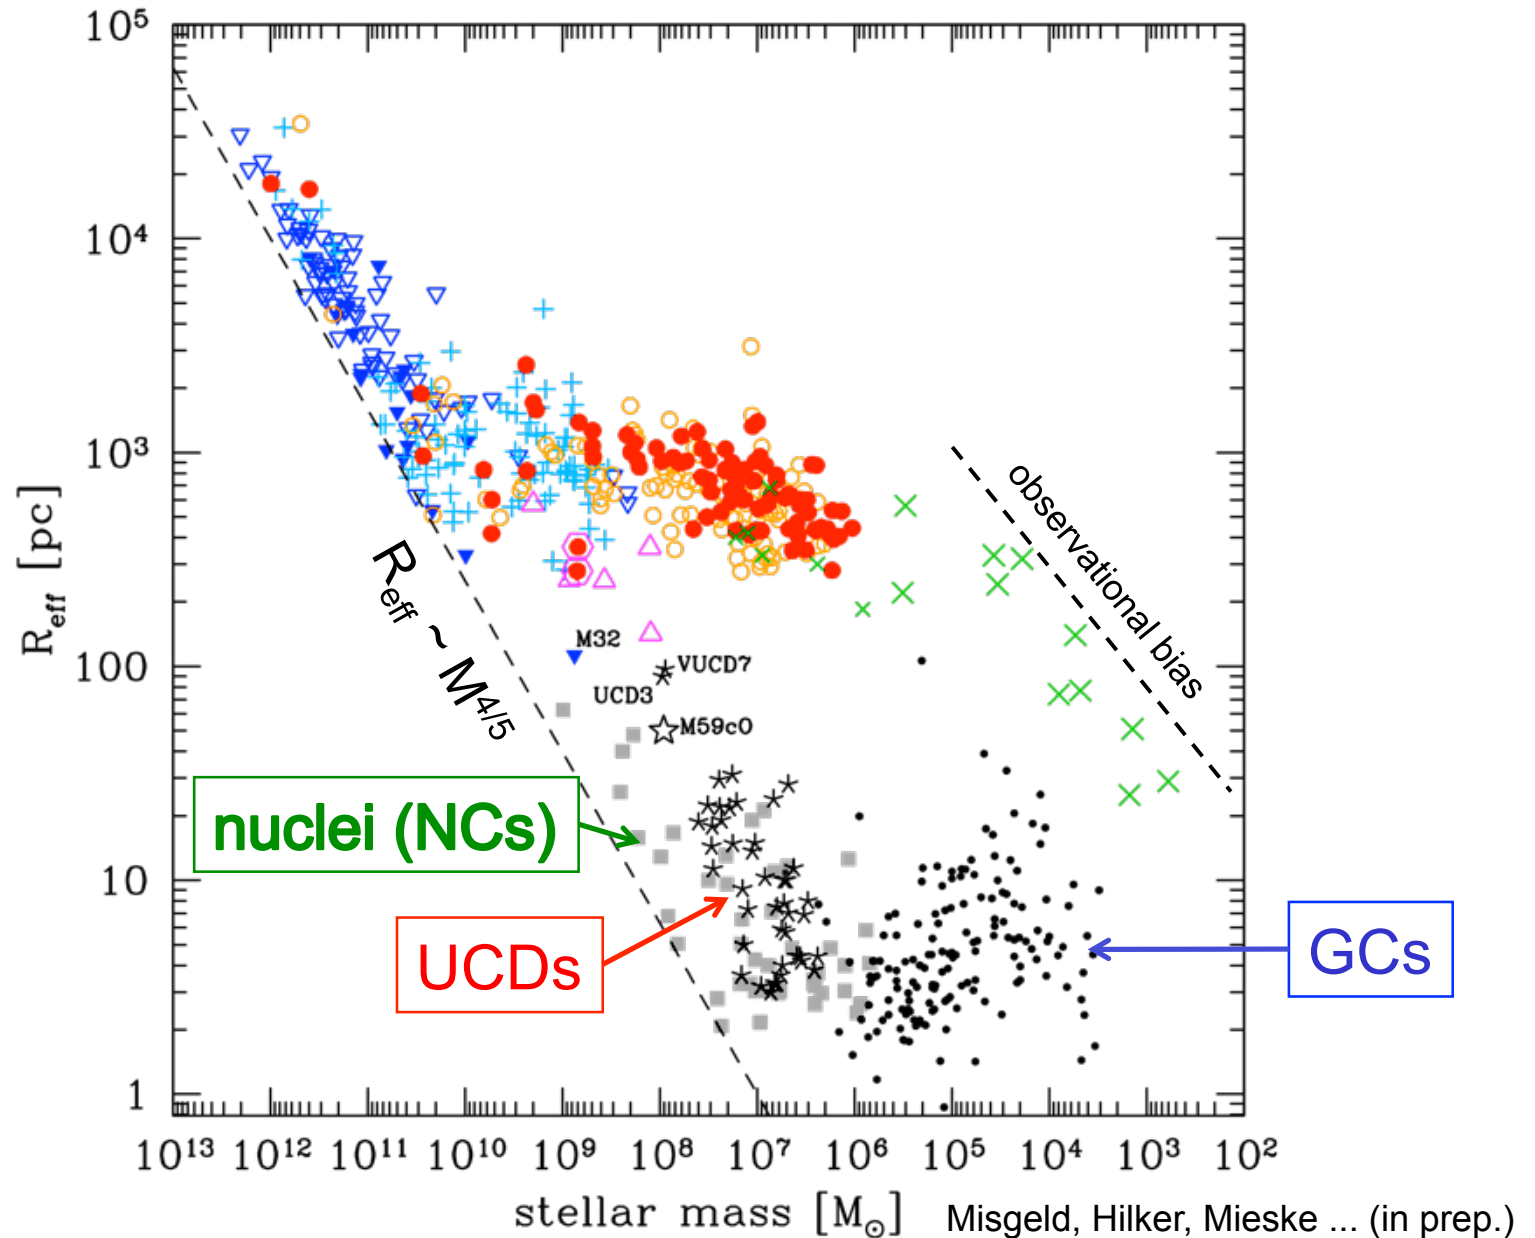 10⁵
10⁴
10³
100
10
1
R_eff [pc]
observational bias
R_eff ~ M^4/5
M32
VUCD7
UCD3
M59cO
nuclei (NCs)
UCDs
GCs
10¹³ 10¹² 10¹¹ 10¹⁰ 10⁹ 10⁸ 10⁷ 10⁶ 10⁵ 10⁴ 10³ 10²
stellar mass [M⊙]
Misgeld, Hilker, Mieske ... (in prep.)